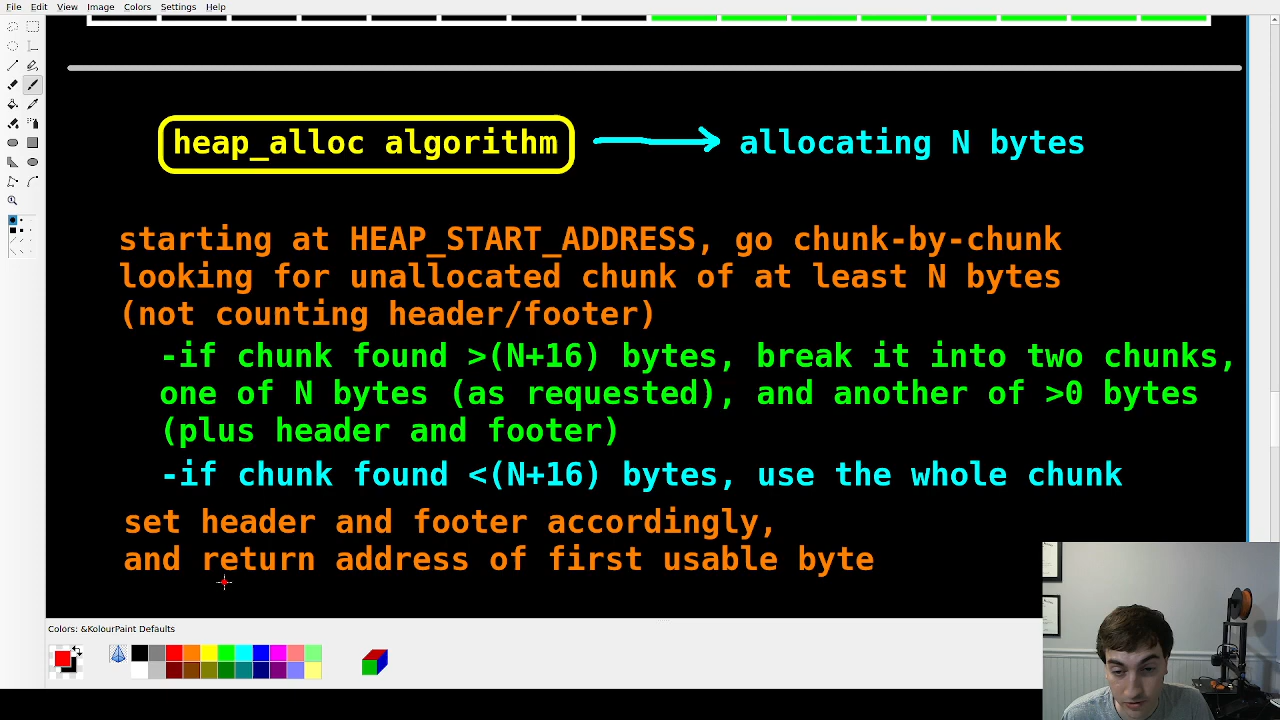 File Edit View Image Colors Settings Help
heap_alloc algorithm
allocating N bytes
starting at HEAP_START_ADDRESS, go chunk-by-chunk
looking for unallocated chunk of at least N bytes
(not counting header/footer)
-if chunk found >(N+16) bytes, break it into two chunks,
one of N bytes (as requested), and another of >0 bytes
(plus header and footer)
-if chunk found <(N+16) bytes, use the whole chunk
set header and footer accordingly,
and return address of first usable byte
Colors: &KolourPaint Defaults